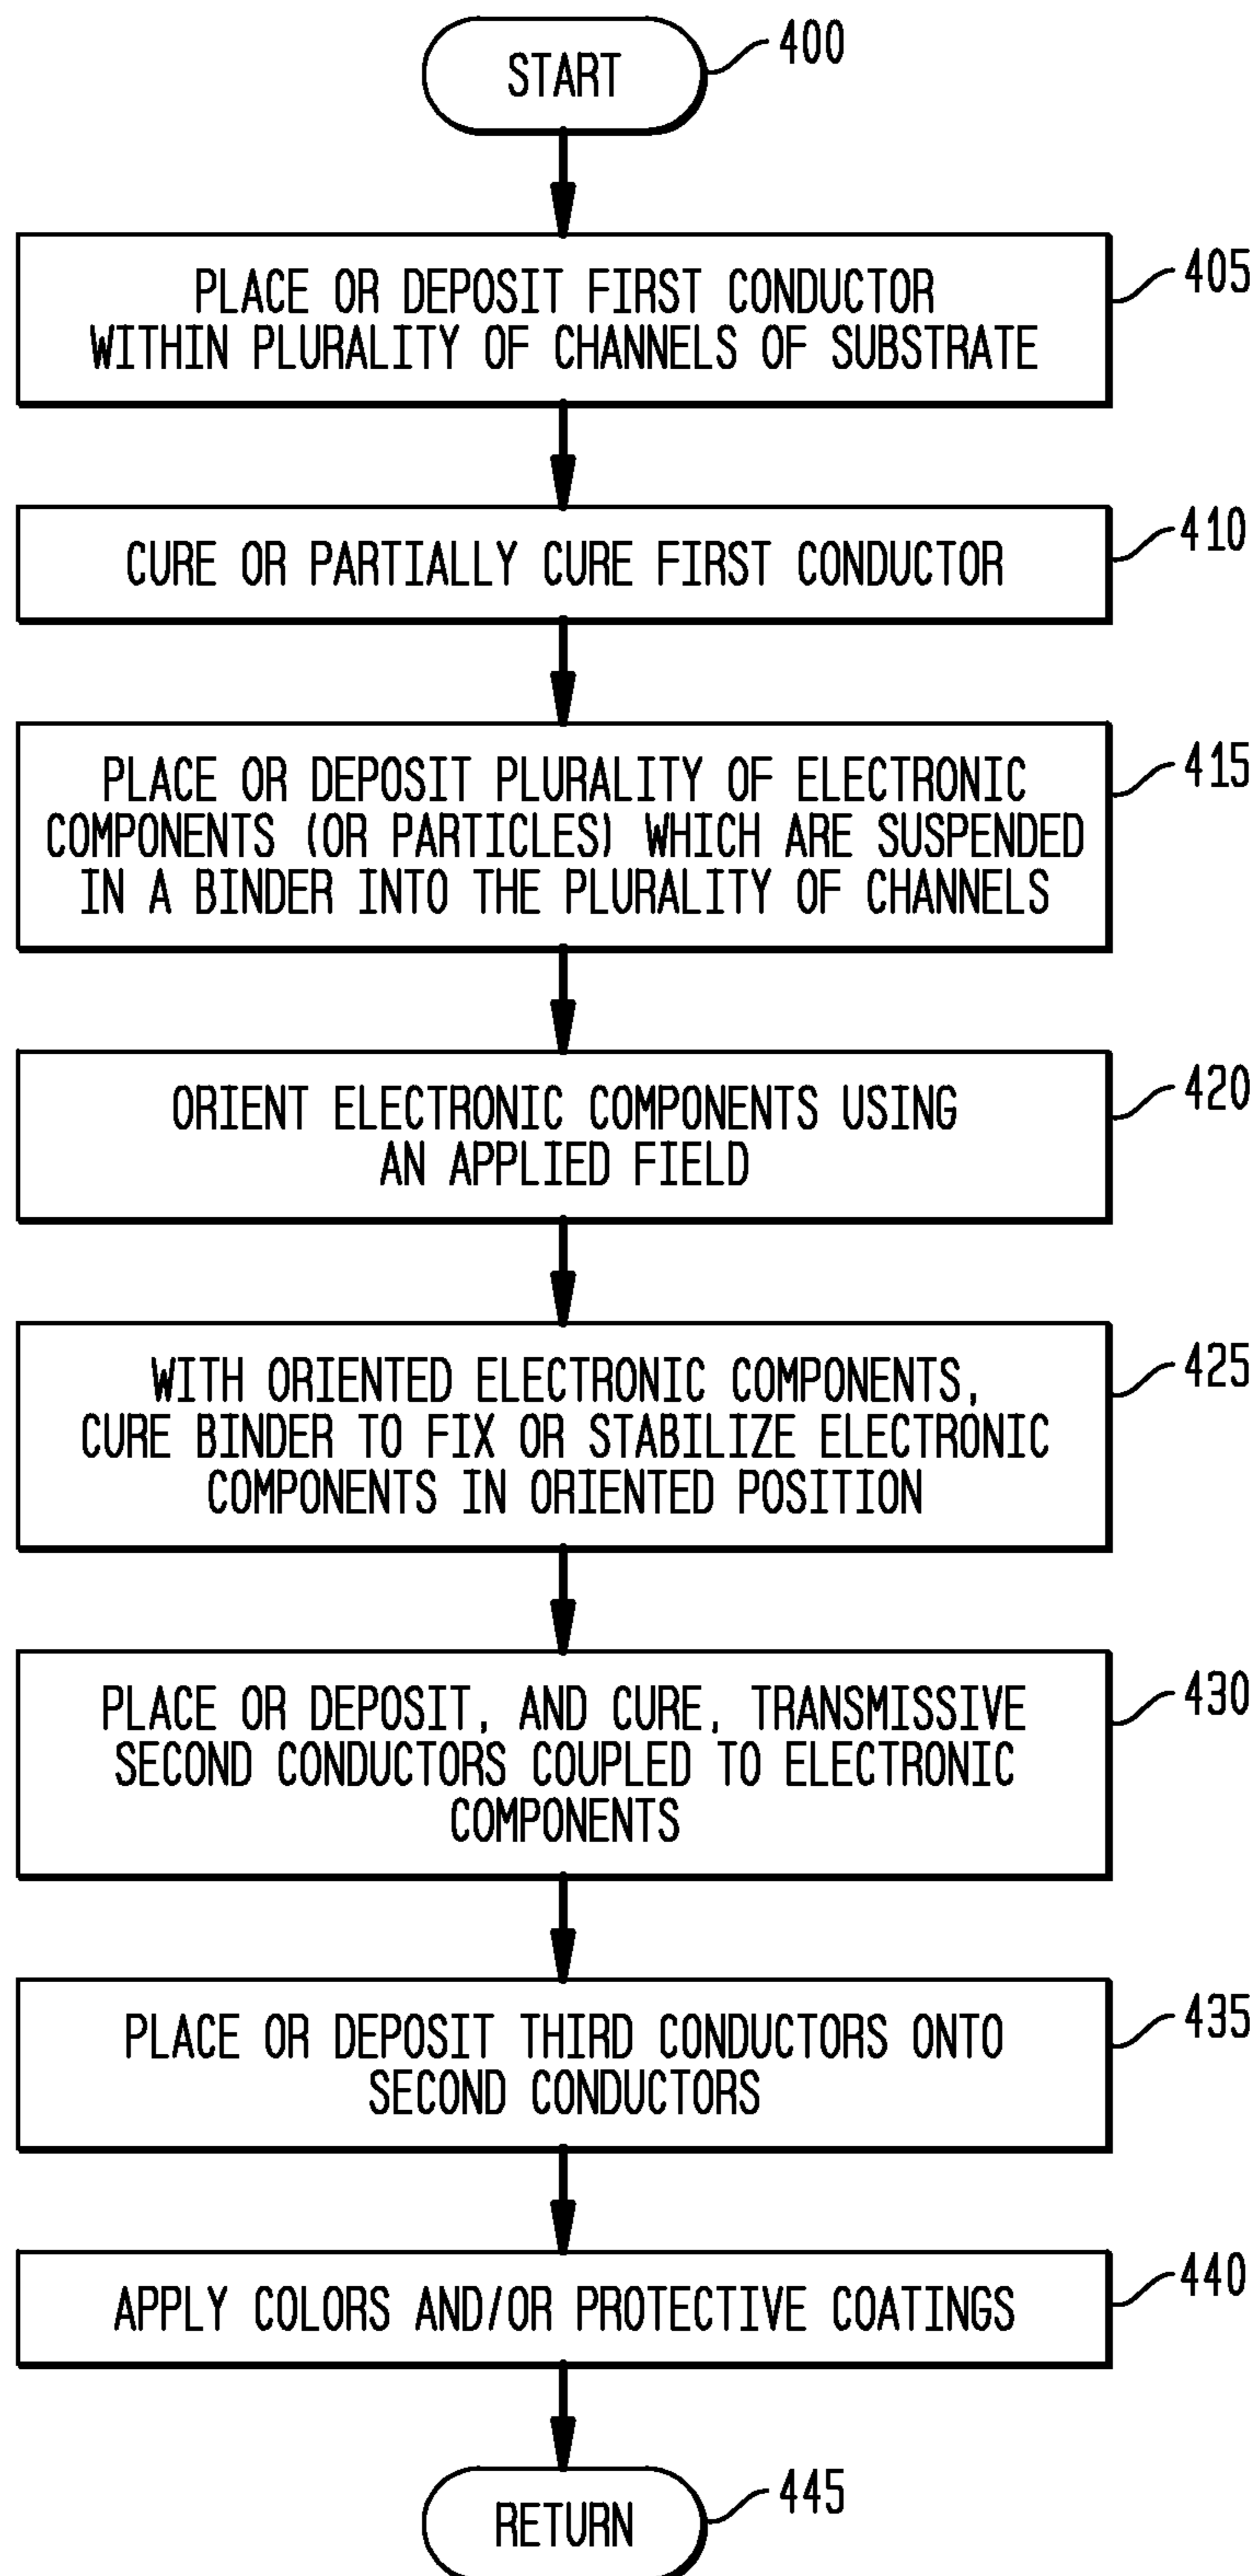 START
400
PLACE OR DEPOSIT FIRST CONDUCTOR
WITHIN PLURALITY OF CHANNELS OF SUBSTRATE
405
CURE OR PARTIALLY CURE FIRST CONDUCTOR
410
PLACE OR DEPOSIT PLURALITY OF ELECTRONIC
COMPONENTS (OR PARTICLES) WHICH ARE SUSPENDED
IN A BINDER INTO THE PLURALITY OF CHANNELS
415
ORIENT ELECTRONIC COMPONENTS USING
AN APPLIED FIELD
420
WITH ORIENTED ELECTRONIC COMPONENTS,
CURE BINDER TO FIX OR STABILIZE ELECTRONIC
COMPONENTS IN ORIENTED POSITION
425
PLACE OR DEPOSIT, AND CURE, TRANSMISSIVE
SECOND CONDUCTORS COUPLED TO ELECTRONIC
COMPONENTS
430
PLACE OR DEPOSIT THIRD CONDUCTORS ONTO
SECOND CONDUCTORS
435
APPLY COLORS AND/OR PROTECTIVE COATINGS
440
RETURN
445